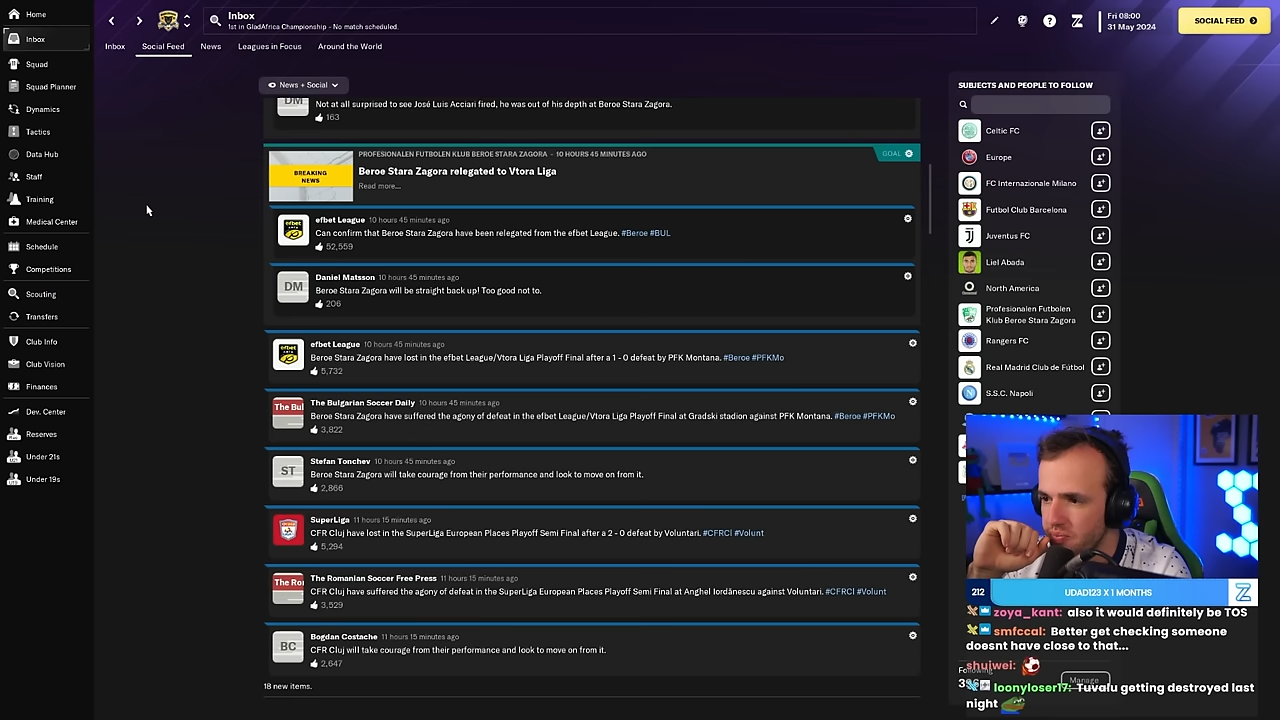 Home
Inbox
Squad
Squad Planner
Dynamics
Tactics
Data Hub
Staff
Training
Medical Center
Schedule
Competitions
Scouting
Transfers
Club Info
Club Vision
Finances
Dev. Center
Reserves
Under 21s
Under 19s
Inbox
1st in GladAfrica Championship - No match scheduled.
Fri 08:00
31 May 2024
SOCIAL FEED
Inbox Social Feed News Leagues in Focus Around the World
News + Social
DM
Not at all surprised to see José Luis Acciari fired, he was out of his depth at Beroe Stara Zagora.
163
BREAKING
NEWS
PROFESIONALEN FUTBOLEN KLUB BEROE STARA ZAGORA - 10 HOURS 45 MINUTES AGO
GOAL
Beroe Stara Zagora relegated to Vtora Liga
Read more...
efbet League 10 hours 45 minutes ago
Can confirm that Beroe Stara Zagora have been relegated from the efbet League. #Beroe #BUL
52,559
DM
Daniel Matsson 10 hours 45 minutes ago
Beroe Stara Zagora will be straight back up! Too good not to.
206
efbet League 10 hours 45 minutes ago
Beroe Stara Zagora have lost in the efbet League/Vtora Liga Playoff Final after a 1 - 0 defeat by PFK Montana. #Beroe #PFKMo
5,732
The Bul
The Bulgarian Soccer Daily 10 hours 45 minutes ago
Beroe Stara Zagora have suffered the agony of defeat in the efbet League/Vtora Liga Playoff Final at Gradski stadion against PFK Montana. #Beroe #PFKMo
3,822
ST
Stefan Tonchev 10 hours 45 minutes ago
Beroe Stara Zagora will take courage from their performance and look to move on from it.
2,866
SuperLiga 11 hours 15 minutes ago
CFR Cluj have lost in the SuperLiga European Places Playoff Semi Final after a 2 - 0 defeat by Voluntari. #CFRCl #Volunt
5,294
The Ror
The Romanian Soccer Free Press 11 hours 15 minutes ago
CFR Cluj have suffered the agony of defeat in the SuperLiga European Places Playoff Semi Final at Anghel Iordănescu against Voluntari. #CFRCl #Volunt
3,529
BC
Bogdan Costache 11 hours 15 minutes ago
CFR Cluj will take courage from their performance and look to move on from it.
2,647
18 new items.
SUBJECTS AND PEOPLE TO FOLLOW
Celtic FC
Europe
FC Internazionale Milano
Futbol Club Barcelona
Juventus FC
Liel Abada
North America
Profesionalen Futbolen
Klub Beroe Stara Zagora
Rangers FC
Real Madrid Club de Fútbol
S.S.C. Napoli
212
UDAD123 X 1 MONTHS
zoya_kant: also it would definitely be TOS
smfccal: Better get checking someone
doesnt have close to that...
shuiwei:
Manage
loonyloser17: Tuvalu getting destroyed last
night